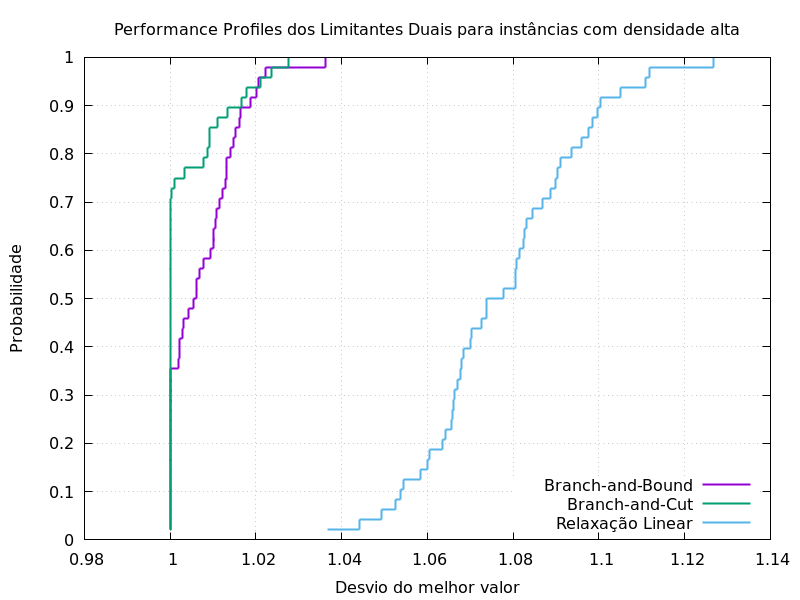 Performance Profiles dos Limitantes Duais para instâncias com densidade alta
1
0.9
0.8
0.7
0.6
0.5
0.4
0.3
0.2
0.1
0
Probabilidade
Branch-and-Bound
Branch-and-Cut
Relaxação Linear
0.98 1 1.02 1.04 1.06 1.08 1.1 1.12 1.14
Desvio do melhor valor